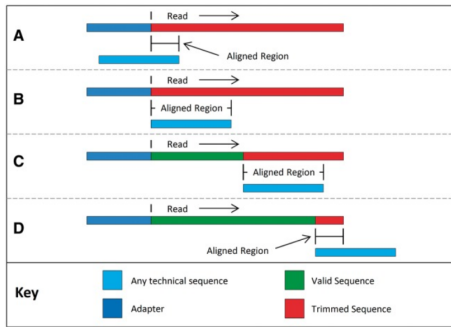 A
Read
Aligned Region
B
Read
Aligned Region
C
Read
Aligned Region
D
Read
Aligned Region
Key
Any technical sequence
Valid Sequence
Adapter
Trimmed Sequence